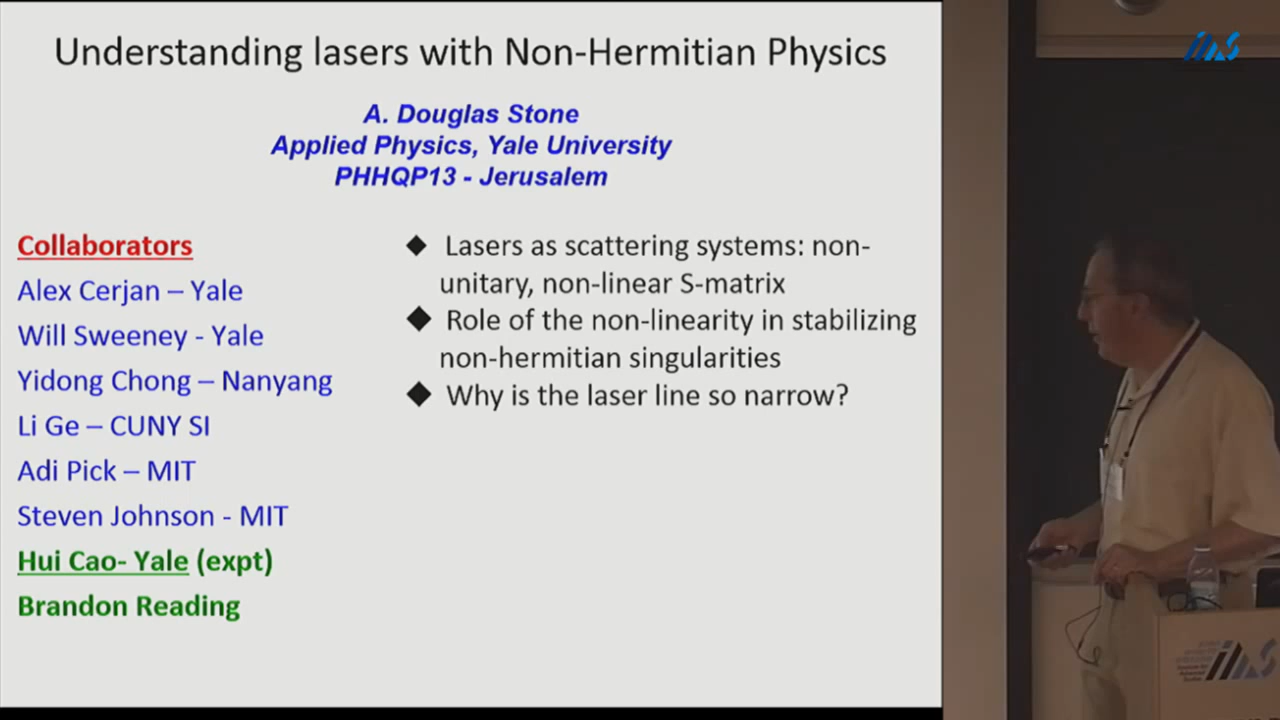 Understanding lasers with Non-Hermitian Physics
A. Douglas Stone
Applied Physics, Yale University
PHHQP13 - Jerusalem
Collaborators
Alex Cerjan – Yale
Will Sweeney - Yale
Yidong Chong – Nanyang
Li Ge – CUNY SI
Adi Pick – MIT
Steven Johnson - MIT
Hui Cao- Yale (expt)
Brandon Reading
◆ Lasers as scattering systems: non-
unitary, non-linear S-matrix
◆ Role of the non-linearity in stabilizing
non-hermitian singularities
◆ Why is the laser line so narrow?
IIAS
IIAS